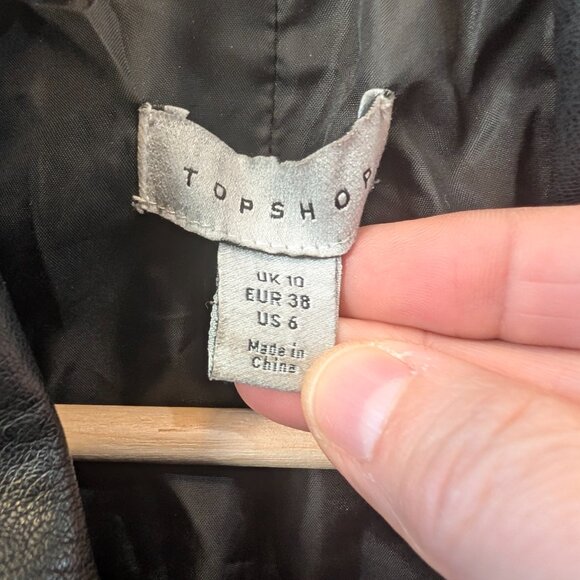 TOPSHOP
UK 10
EUR 38
US 6
Made in
China